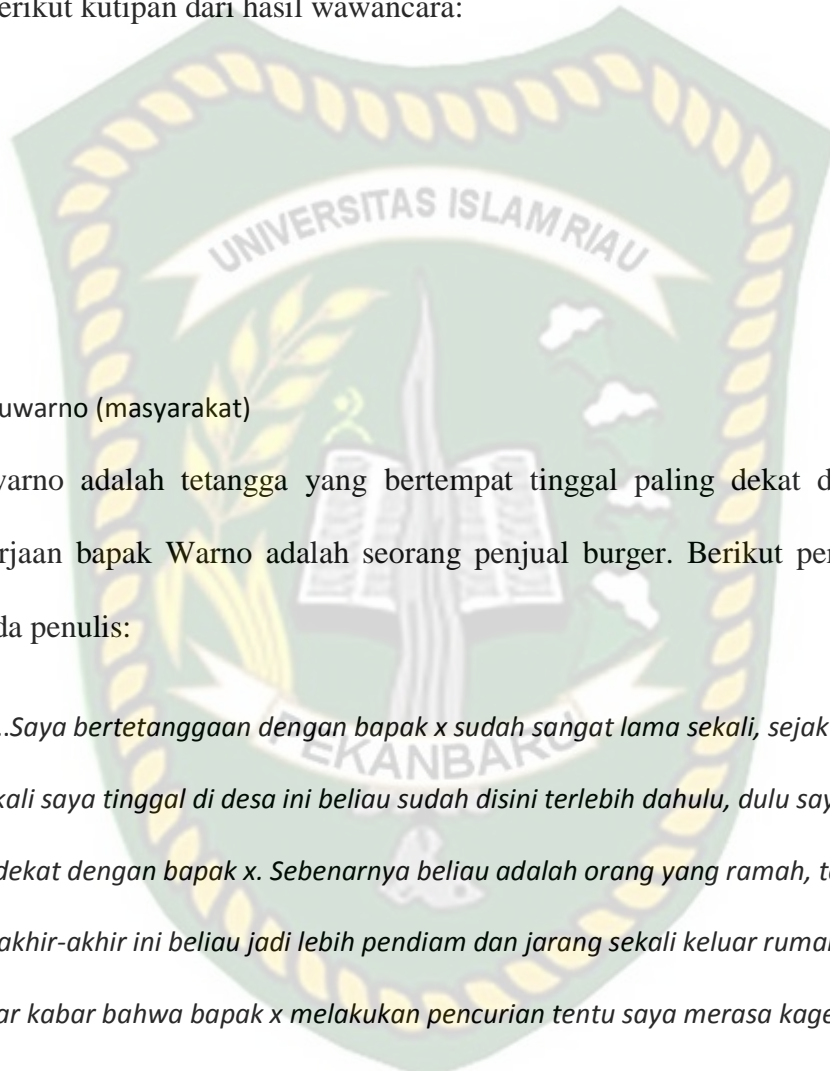 erikut kutipan dari hasil wawancara:
UNIVERSITAS ISLAM RIAU
uwarno (masyarakat)
warno adalah tetangga yang bertempat tinggal paling dekat d
rjaan bapak Warno adalah seorang penjual burger. Berikut per
da penulis:
..Saya bertetanggaan dengan bapak x sudah sangat lama sekali, sejak
PEKANBARU
kali saya tinggal di desa ini beliau sudah disini terlebih dahulu, dulu say
dekat dengan bapak x. Sebenarnya beliau adalah orang yang ramah, t
akhir-akhir ini beliau jadi lebih pendiam dan jarang sekali keluar ruma
ar kabar bahwa bapak x melakukan pencurian tentu saya merasa kage